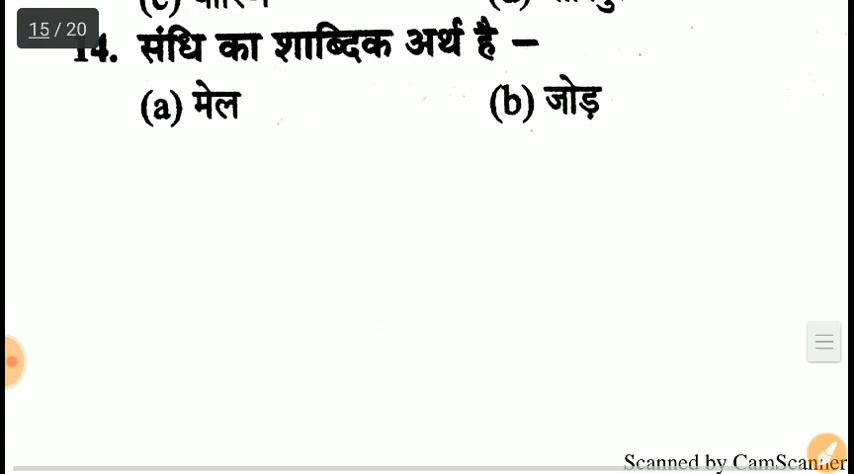 15 / 20
14. संधि का शाब्दिक अर्थ है –
(a) मेल (b) जोड़
Scanned by CamScanner